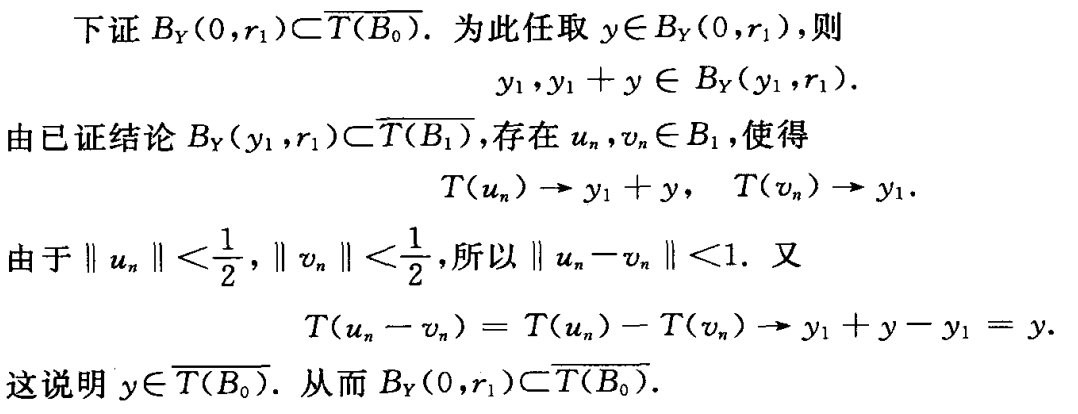 下证 $B_Y(0,r_1)\subset\overline{T(B_0)}$. 为此任取 $y\in B_Y(0,r_1)$,则
$y_1,y_1+y\in B_Y(y_1,r_1).$
由已证结论 $B_Y(y_1,r_1)\subset\overline{T(B_1)}$,存在 $u_n,v_n\in B_1$,使得
$T(u_n)\to y_1+y,\quad T(v_n)\to y_1.$
由于 $\|u_n\|<\frac{1}{2},\|v_n\|<\frac{1}{2}$,所以 $\|u_n-v_n\|<1$. 又
$T(u_n-v_n)=T(u_n)-T(v_n)\to y_1+y-y_1=y.$
这说明 $y\in\overline{T(B_0)}$. 从而 $B_Y(0,r_1)\subset\overline{T(B_0)}$.